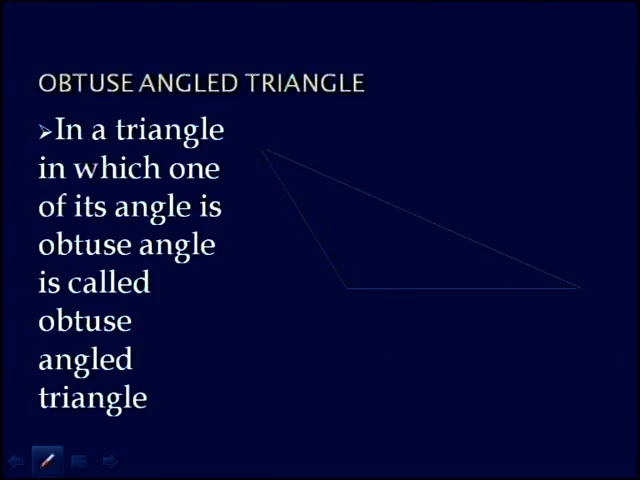 OBTUSE ANGLED TRIANGLE
➢In a triangle
in which one
of its angle is
obtuse angle
is called
obtuse
angled
triangle